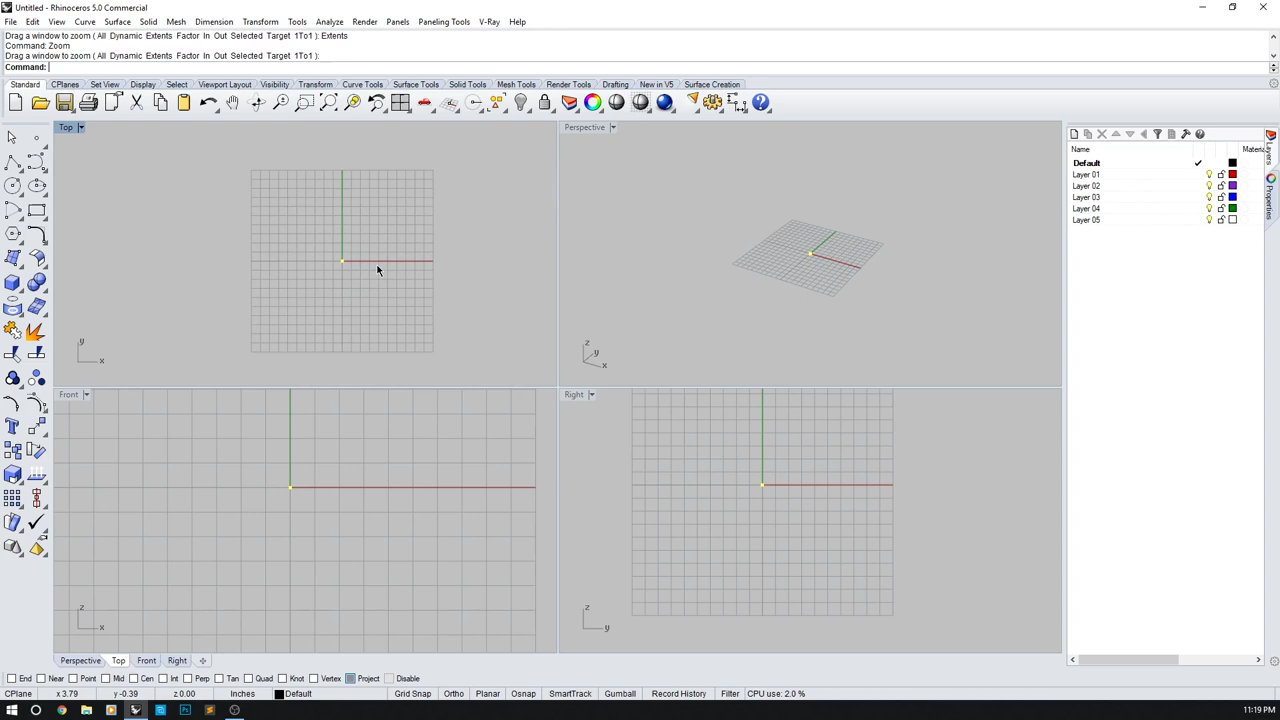 Untitled - Rhinoceros 5.0 Commercial
File Edit View Curve Surface Solid Mesh Dimension Transform Tools Analyze Render Panels Paneling Tools V-Ray Help
Drag a window to zoom ( All Dynamic Extents Factor In Out Selected Target 1To1 ): Extents
Command: Zoom
Drag a window to zoom ( All Dynamic Extents Factor In Out Selected Target 1To1 ):
Command:
Standard CPlanes Set View Display Select Viewport Layout Visibility Transform Curve Tools Surface Tools Solid Tools Mesh Tools Render Tools Drafting New in V5 Surface Creation
Top
Perspective
Name Materia
Default
Layer 01
Layer 02
Layer 03
Layer 04
Layer 05
Layers
Properties
y
x
z
y
x
Front
Right
z
x
z
y
Perspective Top Front Right
End Near Point Mid Cen Int Perp Tan Quad Knot Vertex Project Disable
CPlane x 3.79 y -0.39 z 0.00 Inches Default Grid Snap Ortho Planar Osnap SmartTrack Gumball Record History Filter CPU use: 2.0 %
11:19 PM